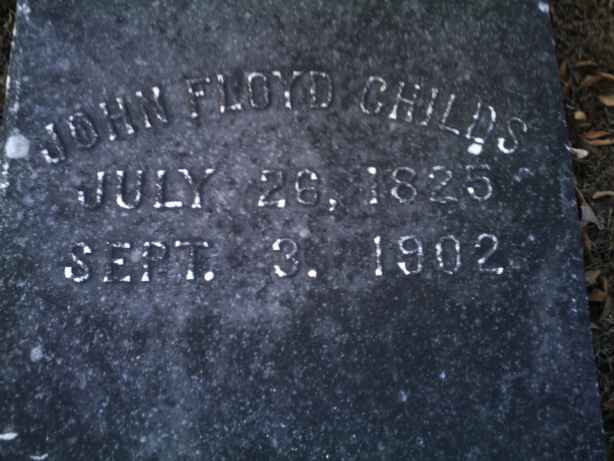 JOHN FLOYD CHILDS
JULY 26, 1825
SEPT. 3. 1902